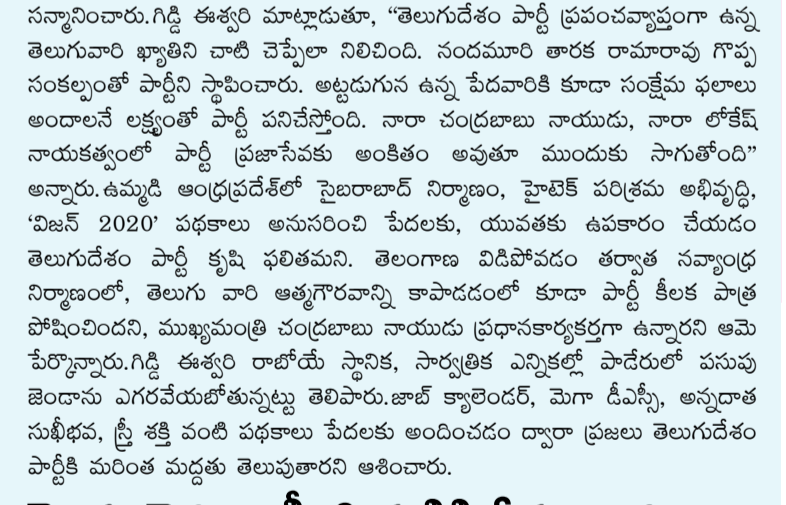 సన్మానించారు.గిడ్డి ఈశ్వరి మాట్లాడుతూ, “తెలుగుదేశం పార్టీ ప్రపంచవ్యాప్తంగా ఉన్న
తెలుగువారి ఖ్యాతిని చాటి చెప్పేలా నిలిచింది. నందమూరి తారక రామారావు గొప్ప
సంకల్పంతో పార్టీని స్థాపించారు. అట్టడుగున ఉన్న పేదవారికి కూడా సంక్షేమ ఫలాలు
అందాలనే లక్ష్యంతో పార్టీ పనిచేస్తోంది. నారా చంద్రబాబు నాయుడు, నారా లోకేష్
నాయకత్వంలో పార్టీ ప్రజాసేవకు అంకితం అవుతూ ముందుకు సాగుతోంది”
అన్నారు.ఉమ్మడి ఆంధ్రప్రదేశ్‌లో సైబరాబాద్ నిర్మాణం, హైటెక్ పరిశ్రమ అభివృద్ధి,
‘విజన్ 2020’ పథకాలు అనుసరించి పేదలకు, యువతకు ఉపకారం చేయడం
తెలుగుదేశం పార్టీ కృషి ఫలితమని. తెలంగాణ విడిపోవడం తర్వాత నవ్యాంధ్ర
నిర్మాణంలో, తెలుగు వారి ఆత్మగౌరవాన్ని కాపాడడంలో కూడా పార్టీ కీలక పాత్ర
పోషించిందని, ముఖ్యమంత్రి చంద్రబాబు నాయుడు ప్రధానకార్యకర్తగా ఉన్నారని ఆమె
పేర్కొన్నారు.గిడ్డి ఈశ్వరి రాబోయే స్థానిక, సార్వత్రిక ఎన్నికల్లో పాడేరులో పసుపు
జెండాను ఎగరవేయబోతున్నట్టు తెలిపారు.జాబ్ క్యాలెండర్, మెగా డీఎస్సీ, అన్నదాత
సుఖీభవ, స్త్రీ శక్తి వంటి పథకాలు పేదలకు అందించడం ద్వారా ప్రజలు తెలుగుదేశం
పార్టీకి మరింత మద్దతు తెలుపుతారని ఆశించారు.